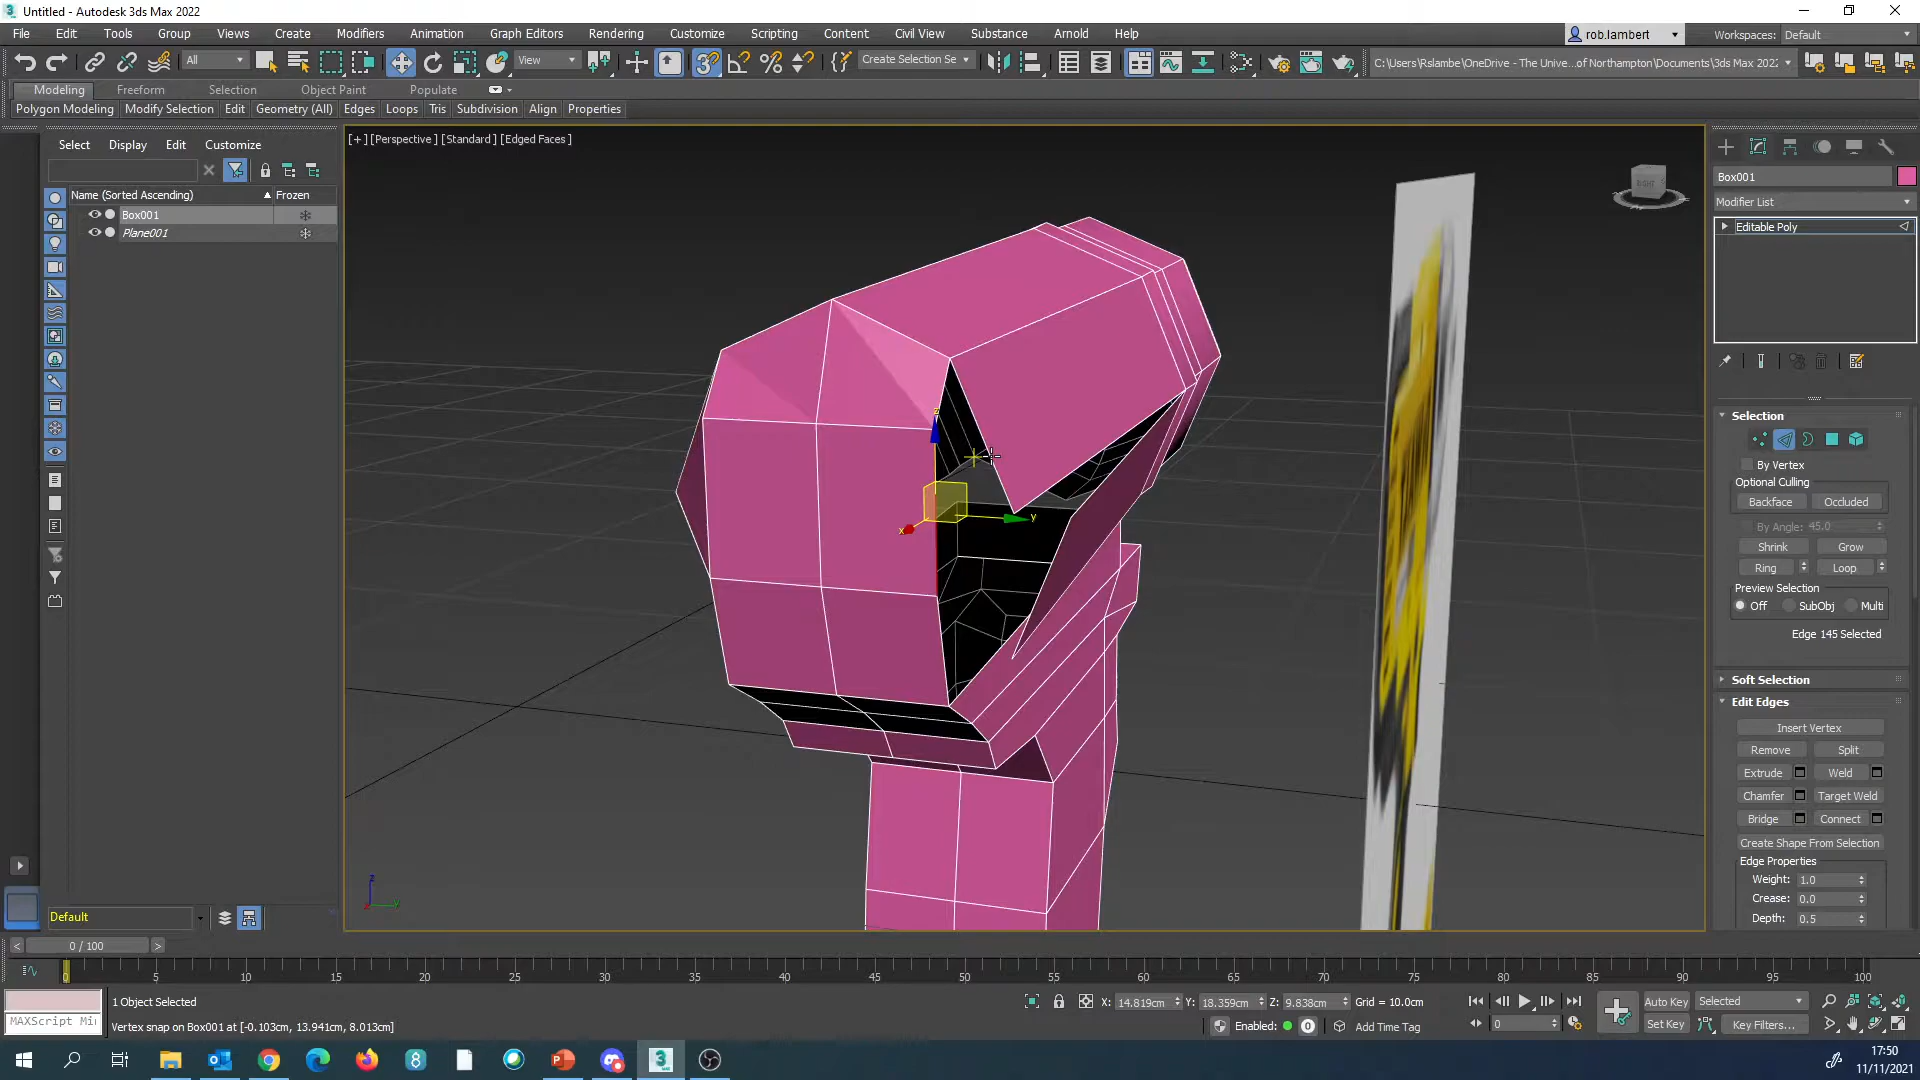 Untitled - Autodesk 3ds Max 2022
File Edit Tools Group Views Create Modifiers Animation Graph Editors Rendering Customize Scripting Content Civil View Substance Arnold Help
rob.lambert
Workspaces: Default
All
View
Create Selection Se
C:\Users\Rslambe\OneDrive - The Unive...of Northampton\Documents\3ds Max 2022
Modeling Freeform Selection Object Paint Populate
Polygon Modeling Modify Selection Edit Geometry (All) Edges Loops Tris Subdivision Align Properties
Select Display Edit Customize
[+] [Perspective] [Standard] [Edged Faces]
Name (Sorted Ascending) Frozen
Box001
Plane001
Box001
Modifier List
Editable Poly
Selection
By Vertex
Optional Culling
Backface Occluded
By Angle: 45.0
Shrink Grow
Ring Loop
Preview Selection
Off SubObj Multi
Edge 145 Selected
Soft Selection
Edit Edges
Insert Vertex
Remove Split
Extrude Weld
Chamfer Target Weld
Bridge Connect
Create Shape From Selection
Edge Properties
Weight: 1.0
Crease: 0.0
Depth: 0.5
z
x
y
z
Default
0 / 100
0 5 10 15 20 25 30 35 40 45 50 55 60 65 70 75 80 85 90 95 100
1 Object Selected
X: 14.819cm Y: 18.359cm Z: 9.838cm Grid = 10.0cm
Auto Key Selected
MAXScript Mi
Vertex snap on Box001 at [-0.103cm, 13.941cm, 8.013cm]
Enabled: 0 Add Time Tag
0
Set Key Key Filters...
17:50
11/11/2021